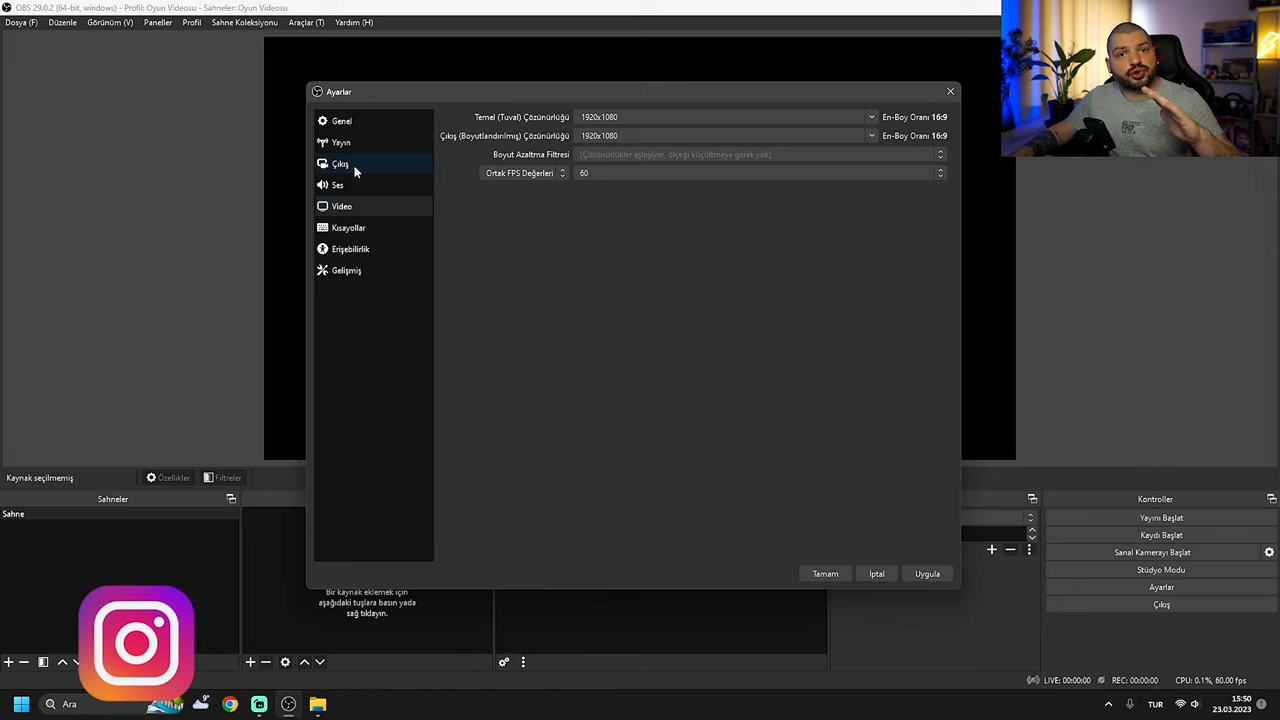 OBS 29.0.2 (64-bit, windows) - Profil: Oyun Videosu - Sahneler: Oyun Videosu
Dosya (F) Düzenle Görünüm (V) Paneller Profil Sahne Koleksiyonu Araçlar (T) Yardım (H)
Ayarlar
Genel
Yayın
Çıkış
Ses
Video
Kısayollar
Erişebilirlik
Gelişmiş
Temel (Tuval) Çözünürlüğü 1920x1080 En-Boy Oranı 16:9
Çıkış (Boyutlandırılmış) Çözünürlüğü 1920x1080 En-Boy Oranı 16:9
Boyut Azaltma Filtresi [Çözünürlükler eşleşiyor, ölçeği küçültmeye gerek yok]
Ortak FPS Değerleri 60
Tamam İptal Uygula
Kaynak seçilmemiş Özellikler Filtreler
Sahneler
Sahne
Bir kaynak eklemek için
aşağıdaki tuşlara basın yada
sağ tıklayın.
Kontroller
Yayını Başlat
Kaydı Başlat
Sanal Kamerayı Başlat
Stüdyo Modu
Ayarlar
Çıkış
LIVE: 00:00:00 REC: 00:00:00 CPU: 0.1%, 60.00 fps
Ara
TUR
15:50
23.03.2023